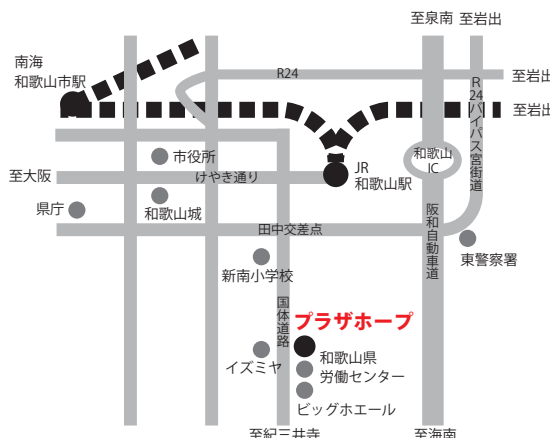 至泉南 至岩出
南海
和歌山市駅
R24
至岩出
R24バイパス宮街道
至岩出
市役所
和歌山IC
JR
和歌山駅
至大阪
けやき通り
県庁
和歌山城
阪和自動車道
田中交差点
東警察署
新南小学校
国体道路
プラザホープ
イズミヤ
和歌山県
労働センター
ビッグホエール
至紀三井寺
至海南